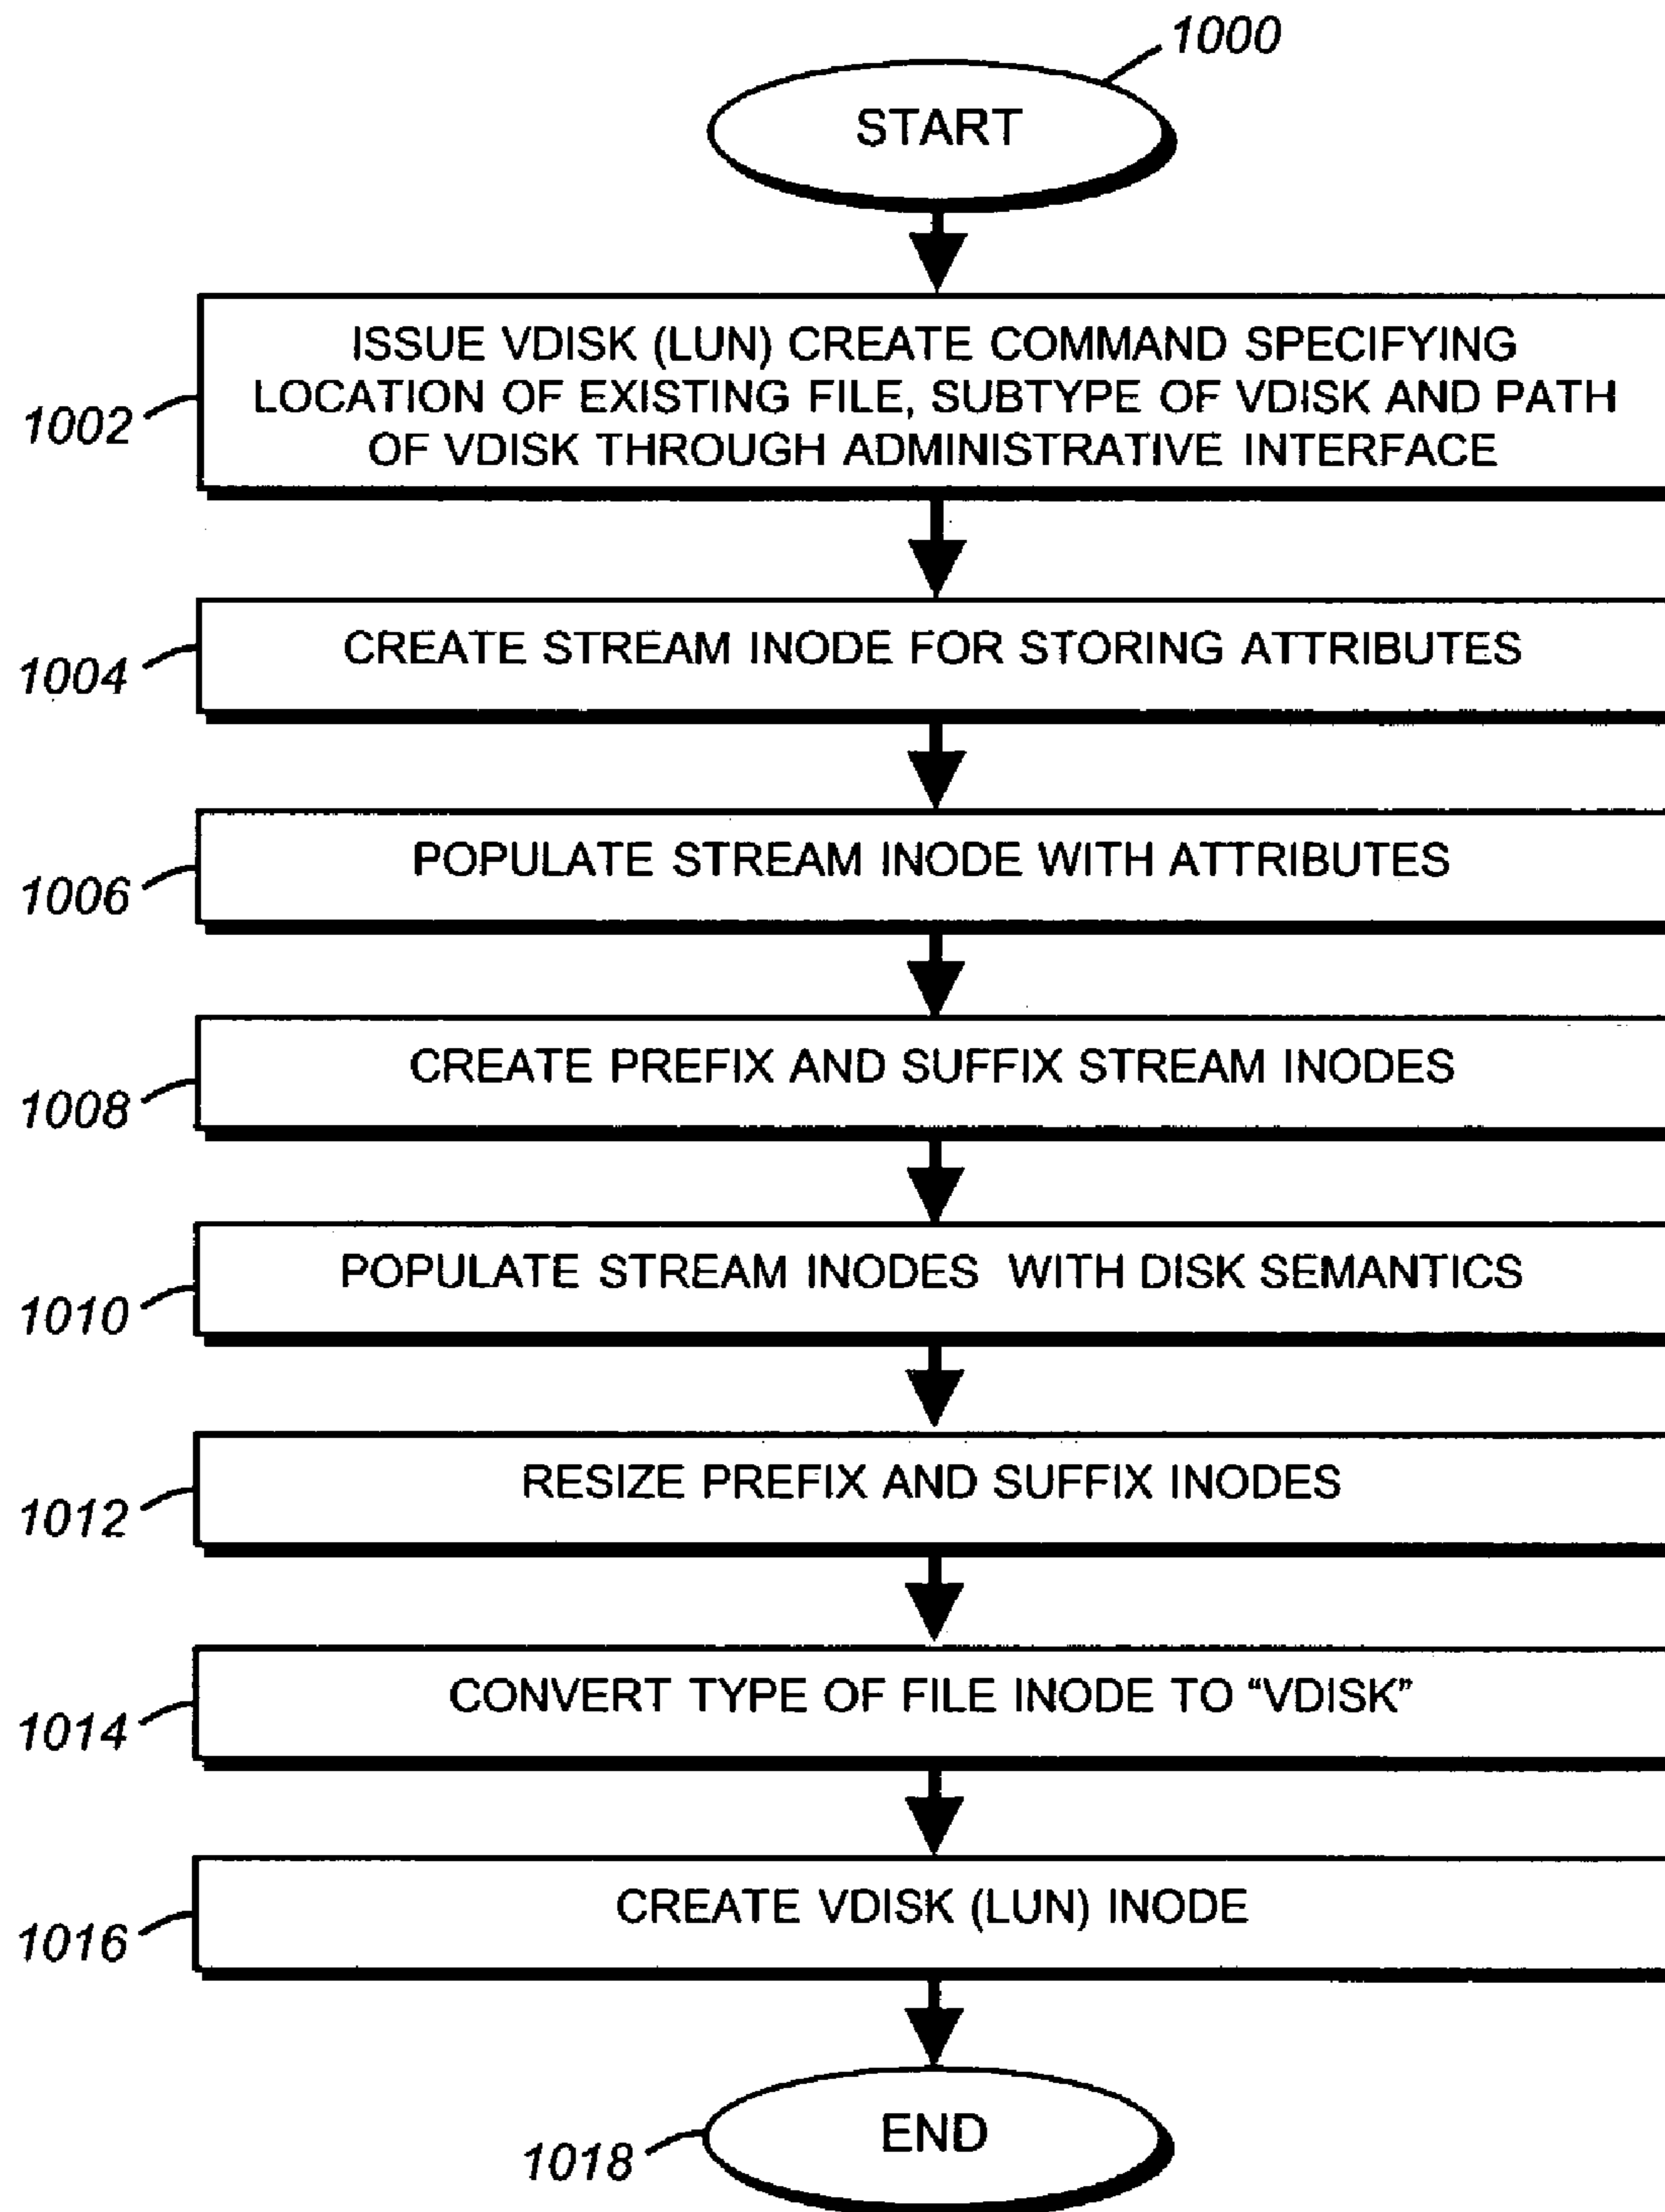 1000
START
1002
ISSUE VDISK (LUN) CREATE COMMAND SPECIFYING
LOCATION OF EXISTING FILE, SUBTYPE OF VDISK AND PATH
OF VDISK THROUGH ADMINISTRATIVE INTERFACE
1004
CREATE STREAM INODE FOR STORING ATTRIBUTES
1006
POPULATE STREAM INODE WITH ATTRIBUTES
1008
CREATE PREFIX AND SUFFIX STREAM INODES
1010
POPULATE STREAM INODES WITH DISK SEMANTICS
1012
RESIZE PREFIX AND SUFFIX INODES
1014
CONVERT TYPE OF FILE INODE TO “VDISK”
1016
CREATE VDISK (LUN) INODE
1018
END